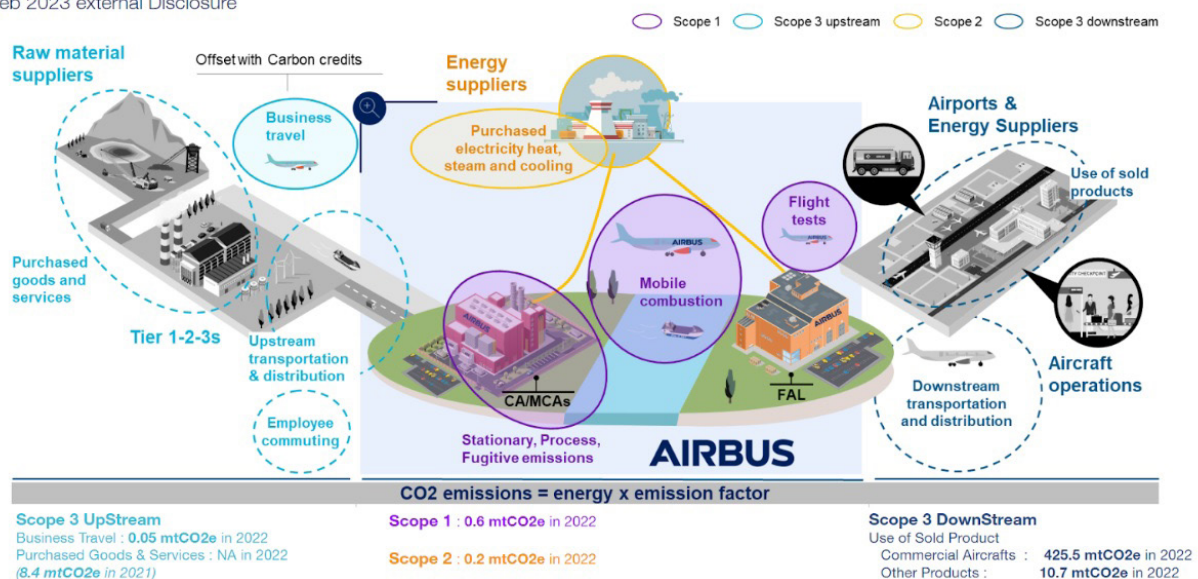 Feb 2023 external Disclosure
Scope 1
Scope 3 upstream
Scope 2
Scope 3 downstream
Raw material
suppliers
Offset with Carbon credits
Business
travel
Energy
suppliers
Purchased
electricity heat,
steam and cooling
Airports &
Energy Suppliers
Use of sold
products
Flight
tests
AIRBUS
Mobile
combustion
Purchased
goods and
services
Tier 1-2-3s
Upstream
transportation
& distribution
Employee
commuting
AIRBUS
CA/MCAs
Stationary, Process,
Fugitive emissions
AIRBUS
FAL
AIRBUS
Aircraft
operations
Downstream
transportation
and distribution
CO2 emissions = energy x emission factor
Scope 3 UpStream
Business Travel : 0.05 mtCO2e in 2022
Purchased Goods & Services : NA in 2022
(8.4 mtCO2e in 2021)
Scope 1 : 0.6 mtCO2e in 2022
Scope 2 : 0.2 mtCO2e in 2022
Scope 3 DownStream
Use of Sold Product
Commercial Aircrafts : 425.5 mtCO2e in 2022
Other Products : 10.7 mtCO2e in 2022